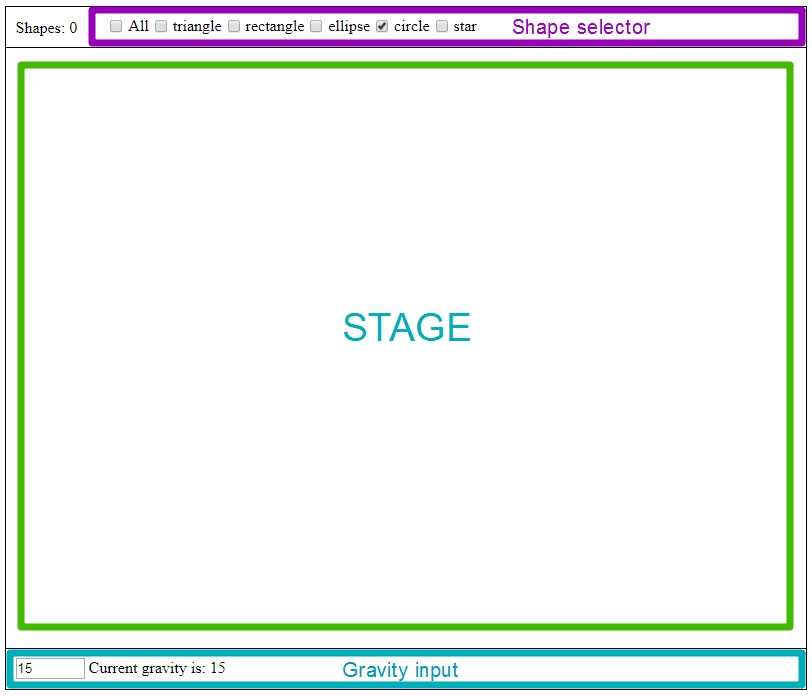 Shapes: 0 All triangle rectangle ellipse circle star Shape selector
STAGE
15 Current gravity is: 15 Gravity input